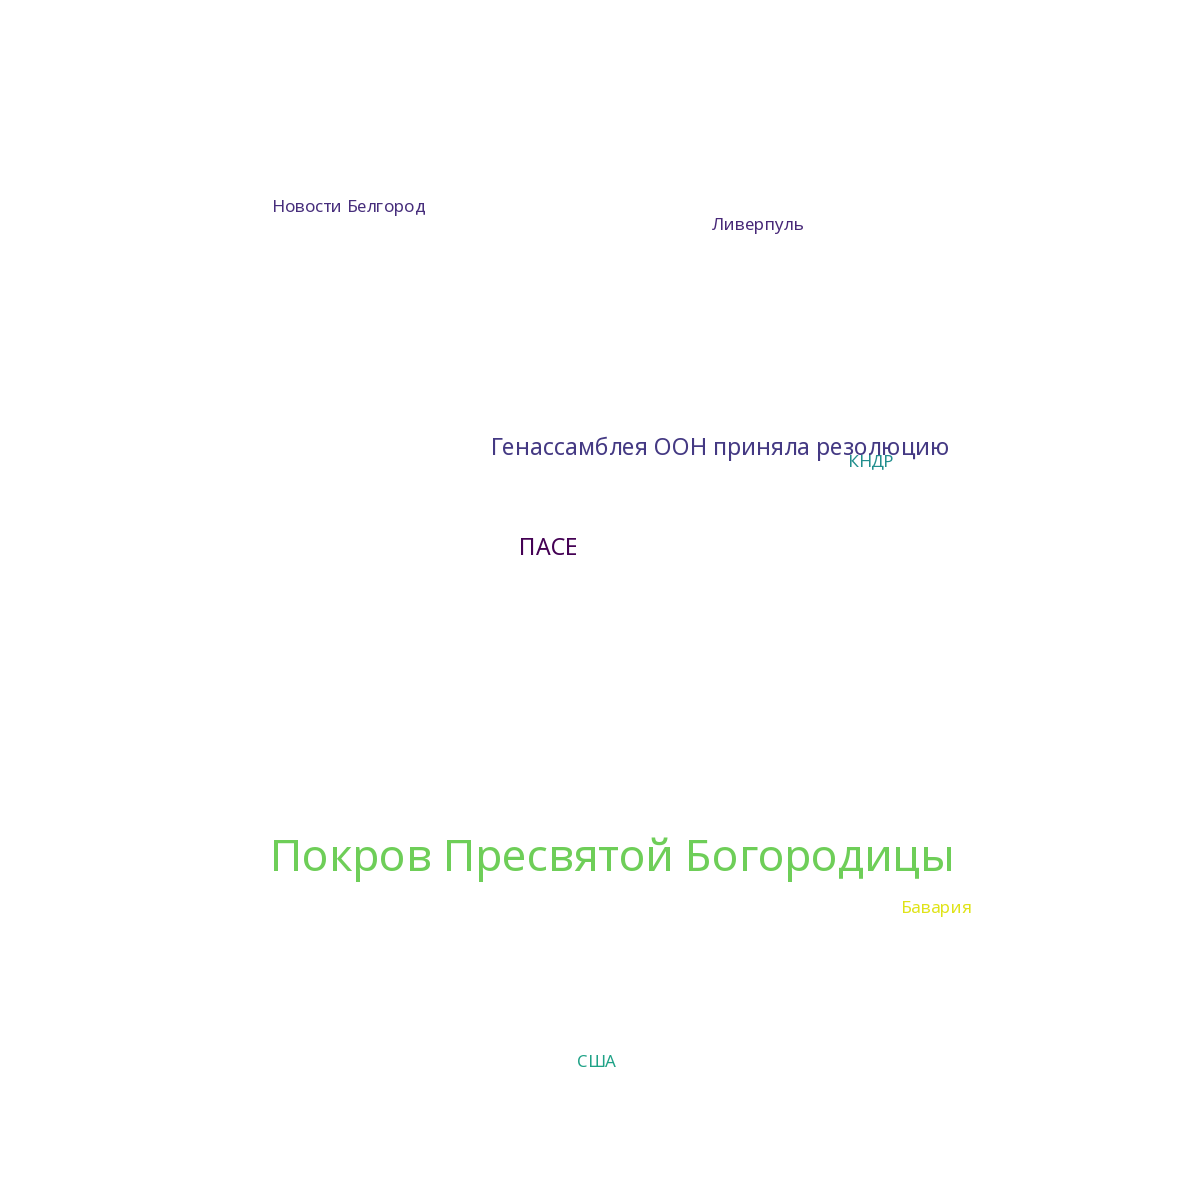 Новости Белгород
Ливерпуль
Генассамблея ООН приняла резолюцию
КНДР
ПАСЕ
Покров Пресвятой Богородицы
Бавария
США